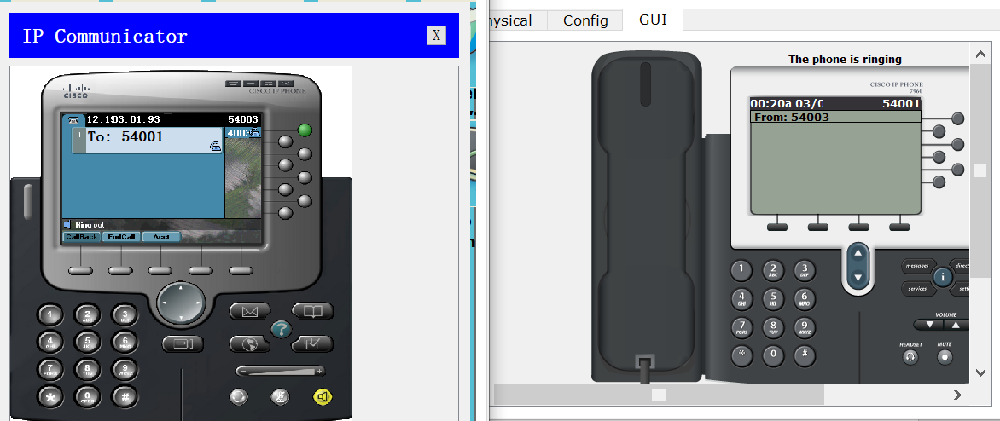 IP Communicator
X
CISCO
CISCO IP PHONE
12:1903.01.93
54003
To: 54001
4003
Ring out
CallBack
EndCall
Acct
1
2
ABC
3
DEF
4
GHI
5
JKL
6
MNO
7
PQRS
8
TUV
9
WXYZ
*
0
OPER
#
?
hysical
Config
GUI
The phone is ringing
CISCO IP PHONE
7960
00:20a 03/0
54001
From: 54003
1
2
ABC
3
DEF
4
GHI
5
JKL
6
MNO
7
PQRS
8
TUV
9
WXYZ
*
0
#
messages
direct
i
services
setti
VOLUME
HEADSET
MUTE